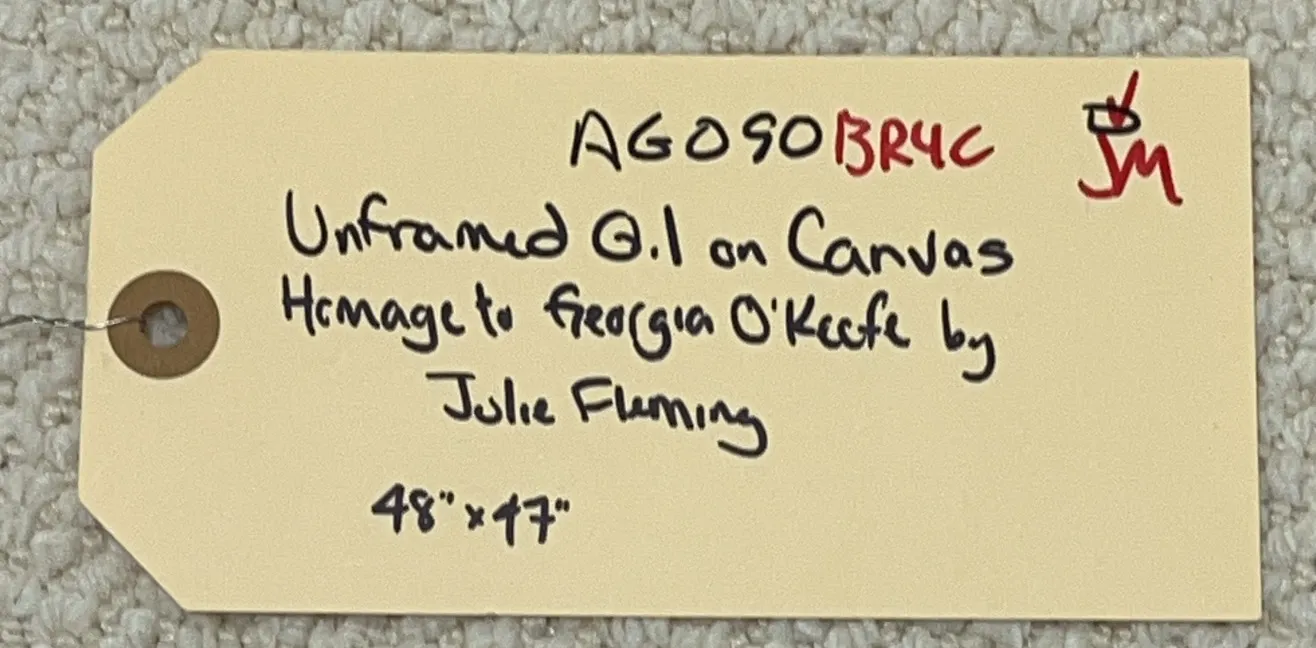 AG090BR4C JM
Unframed Oil on Canvas
Homage to Georgia O'Keefe by
Julie Fleming
48" x 47"